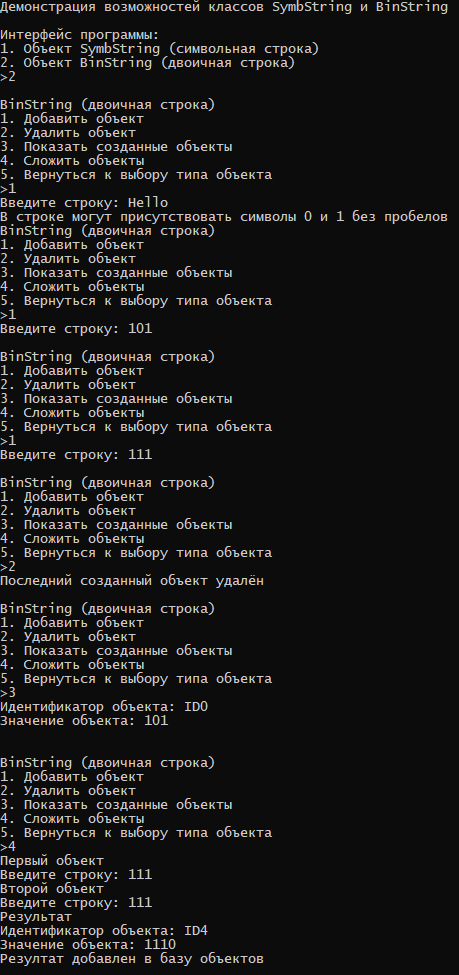 Демонстрация возможностей классов SymbString и BinString
Интерфейс программы:
1. Объект SymbString (символьная строка)
2. Объект BinString (двоичная строка)
>2
BinString (двоичная строка)
1. Добавить объект
2. Удалить объект
3. Показать созданные объекты
4. Сложить объекты
5. Вернуться к выбору типа объекта
>1
Введите строку: Hello
В строке могут присутствовать символы 0 и 1 без пробелов
BinString (двоичная строка)
1. Добавить объект
2. Удалить объект
3. Показать созданные объекты
4. Сложить объекты
5. Вернуться к выбору типа объекта
>1
Введите строку: 101
BinString (двоичная строка)
1. Добавить объект
2. Удалить объект
3. Показать созданные объекты
4. Сложить объекты
5. Вернуться к выбору типа объекта
>1
Введите строку: 111
BinString (двоичная строка)
1. Добавить объект
2. Удалить объект
3. Показать созданные объекты
4. Сложить объекты
5. Вернуться к выбору типа объекта
>2
Последний созданный объект удалён
BinString (двоичная строка)
1. Добавить объект
2. Удалить объект
3. Показать созданные объекты
4. Сложить объекты
5. Вернуться к выбору типа объекта
>3
Идентификатор объекта: ID0
Значение объекта: 101
BinString (двоичная строка)
1. Добавить объект
2. Удалить объект
3. Показать созданные объекты
4. Сложить объекты
5. Вернуться к выбору типа объекта
>4
Первый объект
Введите строку: 111
Второй объект
Введите строку: 111
Результат
Идентификатор объекта: ID4
Значение объекта: 1110
Резултат добавлен в базу объектов